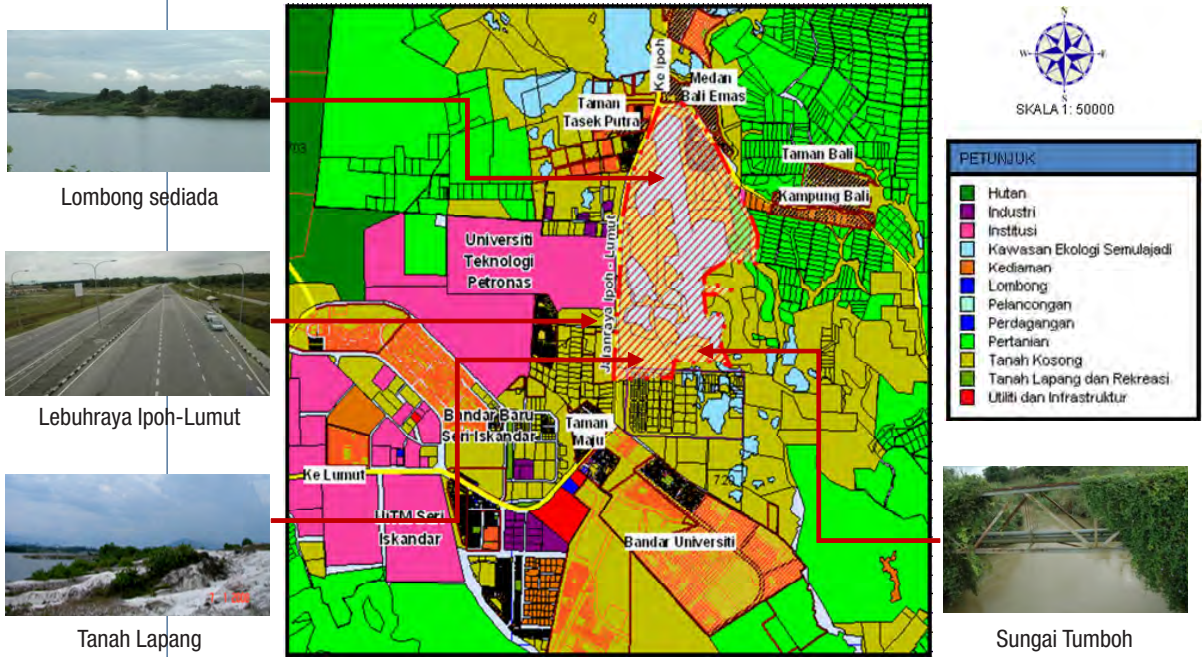 Lombong sediada
Lebuhraya Ipoh-Lumut
Tanah Lapang
Ke Ipoh
Medan
Bali Emas
Taman
Tasek Putra
Taman Bali
Kampung Bali
Universiti
Teknologi
Petronas
Jalanraya Ipoh - Lumut
Bandar Baru
Seri Iskandar
Taman
Maju
Ke Lumut
UiTM Seri
Iskandar
Bandar Universiti
N
W
E
S
SKALA 1: 50000
PETUNJUK
Hutan
Industri
Institusi
Kawasan Ekologi Semulajadi
Kediaman
Lombong
Pelancongan
Perdagangan
Pertanian
Tanah Kosong
Tanah Lapang dan Rekreasi
Utiliti dan Infrastruktur
Sungai Tumboh